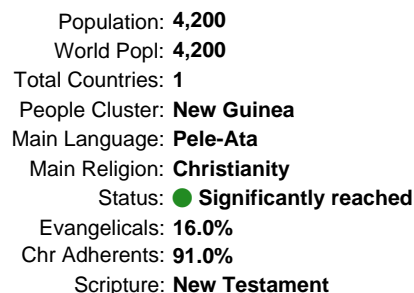 Population: 4,200
World Popl: 4,200
Total Countries: 1
People Cluster: New Guinea
Main Language: Pele-Ata
Main Religion: Christianity
Status: Significantly reached
Evangelicals: 16.0%
Chr Adherents: 91.0%
Scripture: New Testament